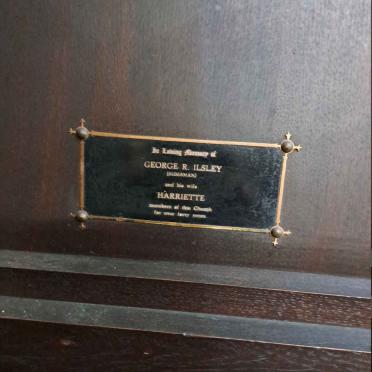 In Loving Memory of
GEORGE R. ILSLEY
and his wife
HARRIETTE
members of this Church
for over forty years